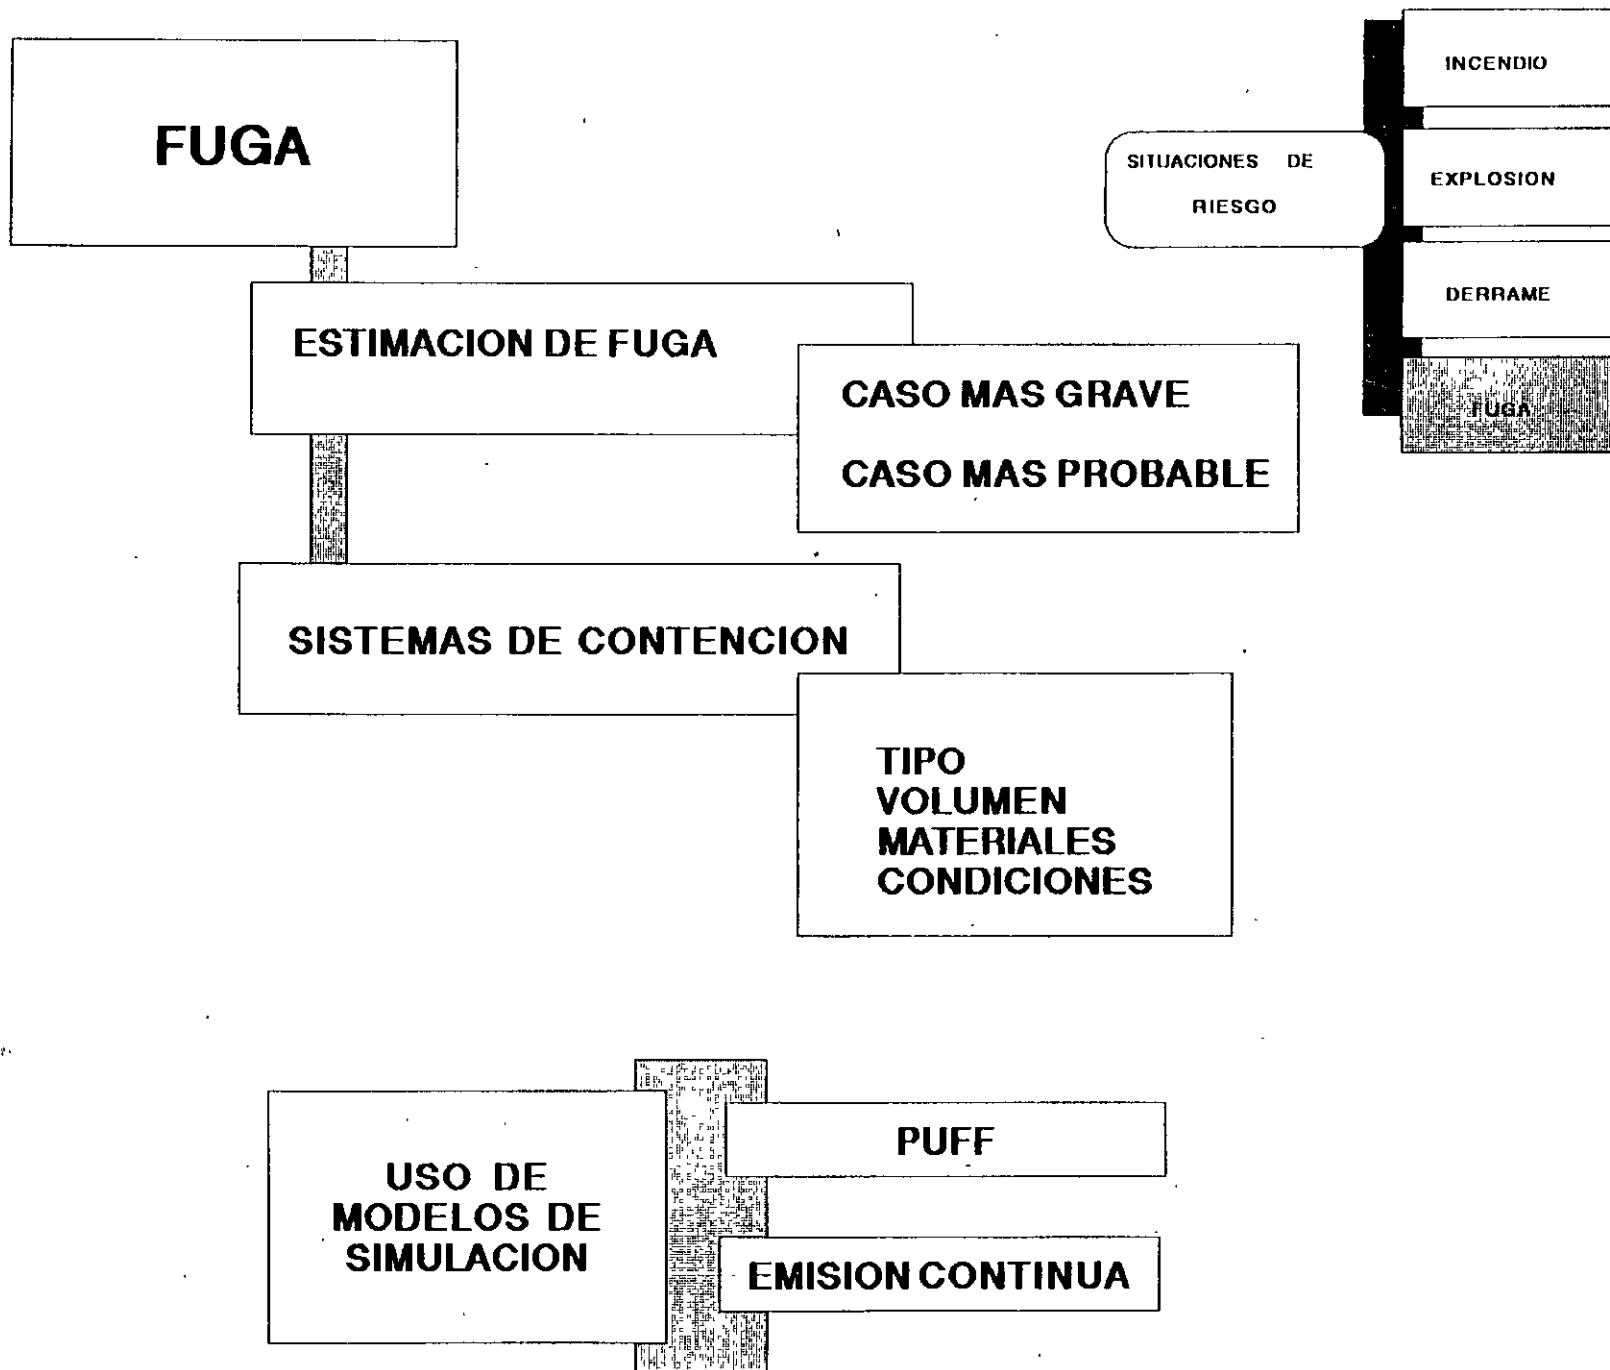 FUGA
ESTIMACION DE FUGA
CASO MAS GRAVE
CASO MAS PROBABLE
SISTEMAS DE CONTENCION
TIPO
VOLUMEN
MATERIALES
CONDICIONES
USO DE
MODELOS DE
SIMULACION
PUFF
EMISION CONTINUA
SITUACIONES DE
RIESGO
INCENDIO
EXPLOSION
DERRAME
FUGA